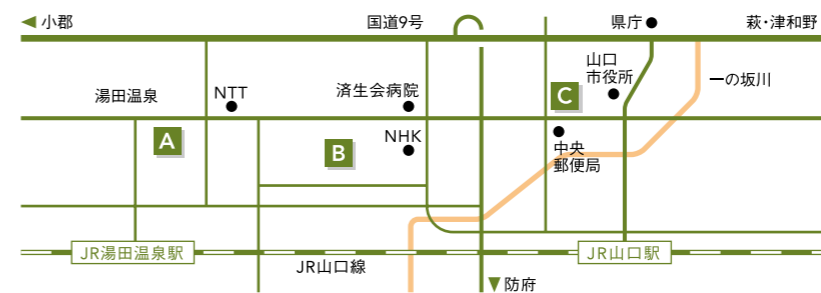 小郡
国道9号
県庁
萩・津和野
湯田温泉
NTT
済生会病院
C
山口
市役所
一の坂川
A
B
NHK
中央
郵便局
JR湯田温泉駅
JR山口線
JR山口駅
防府